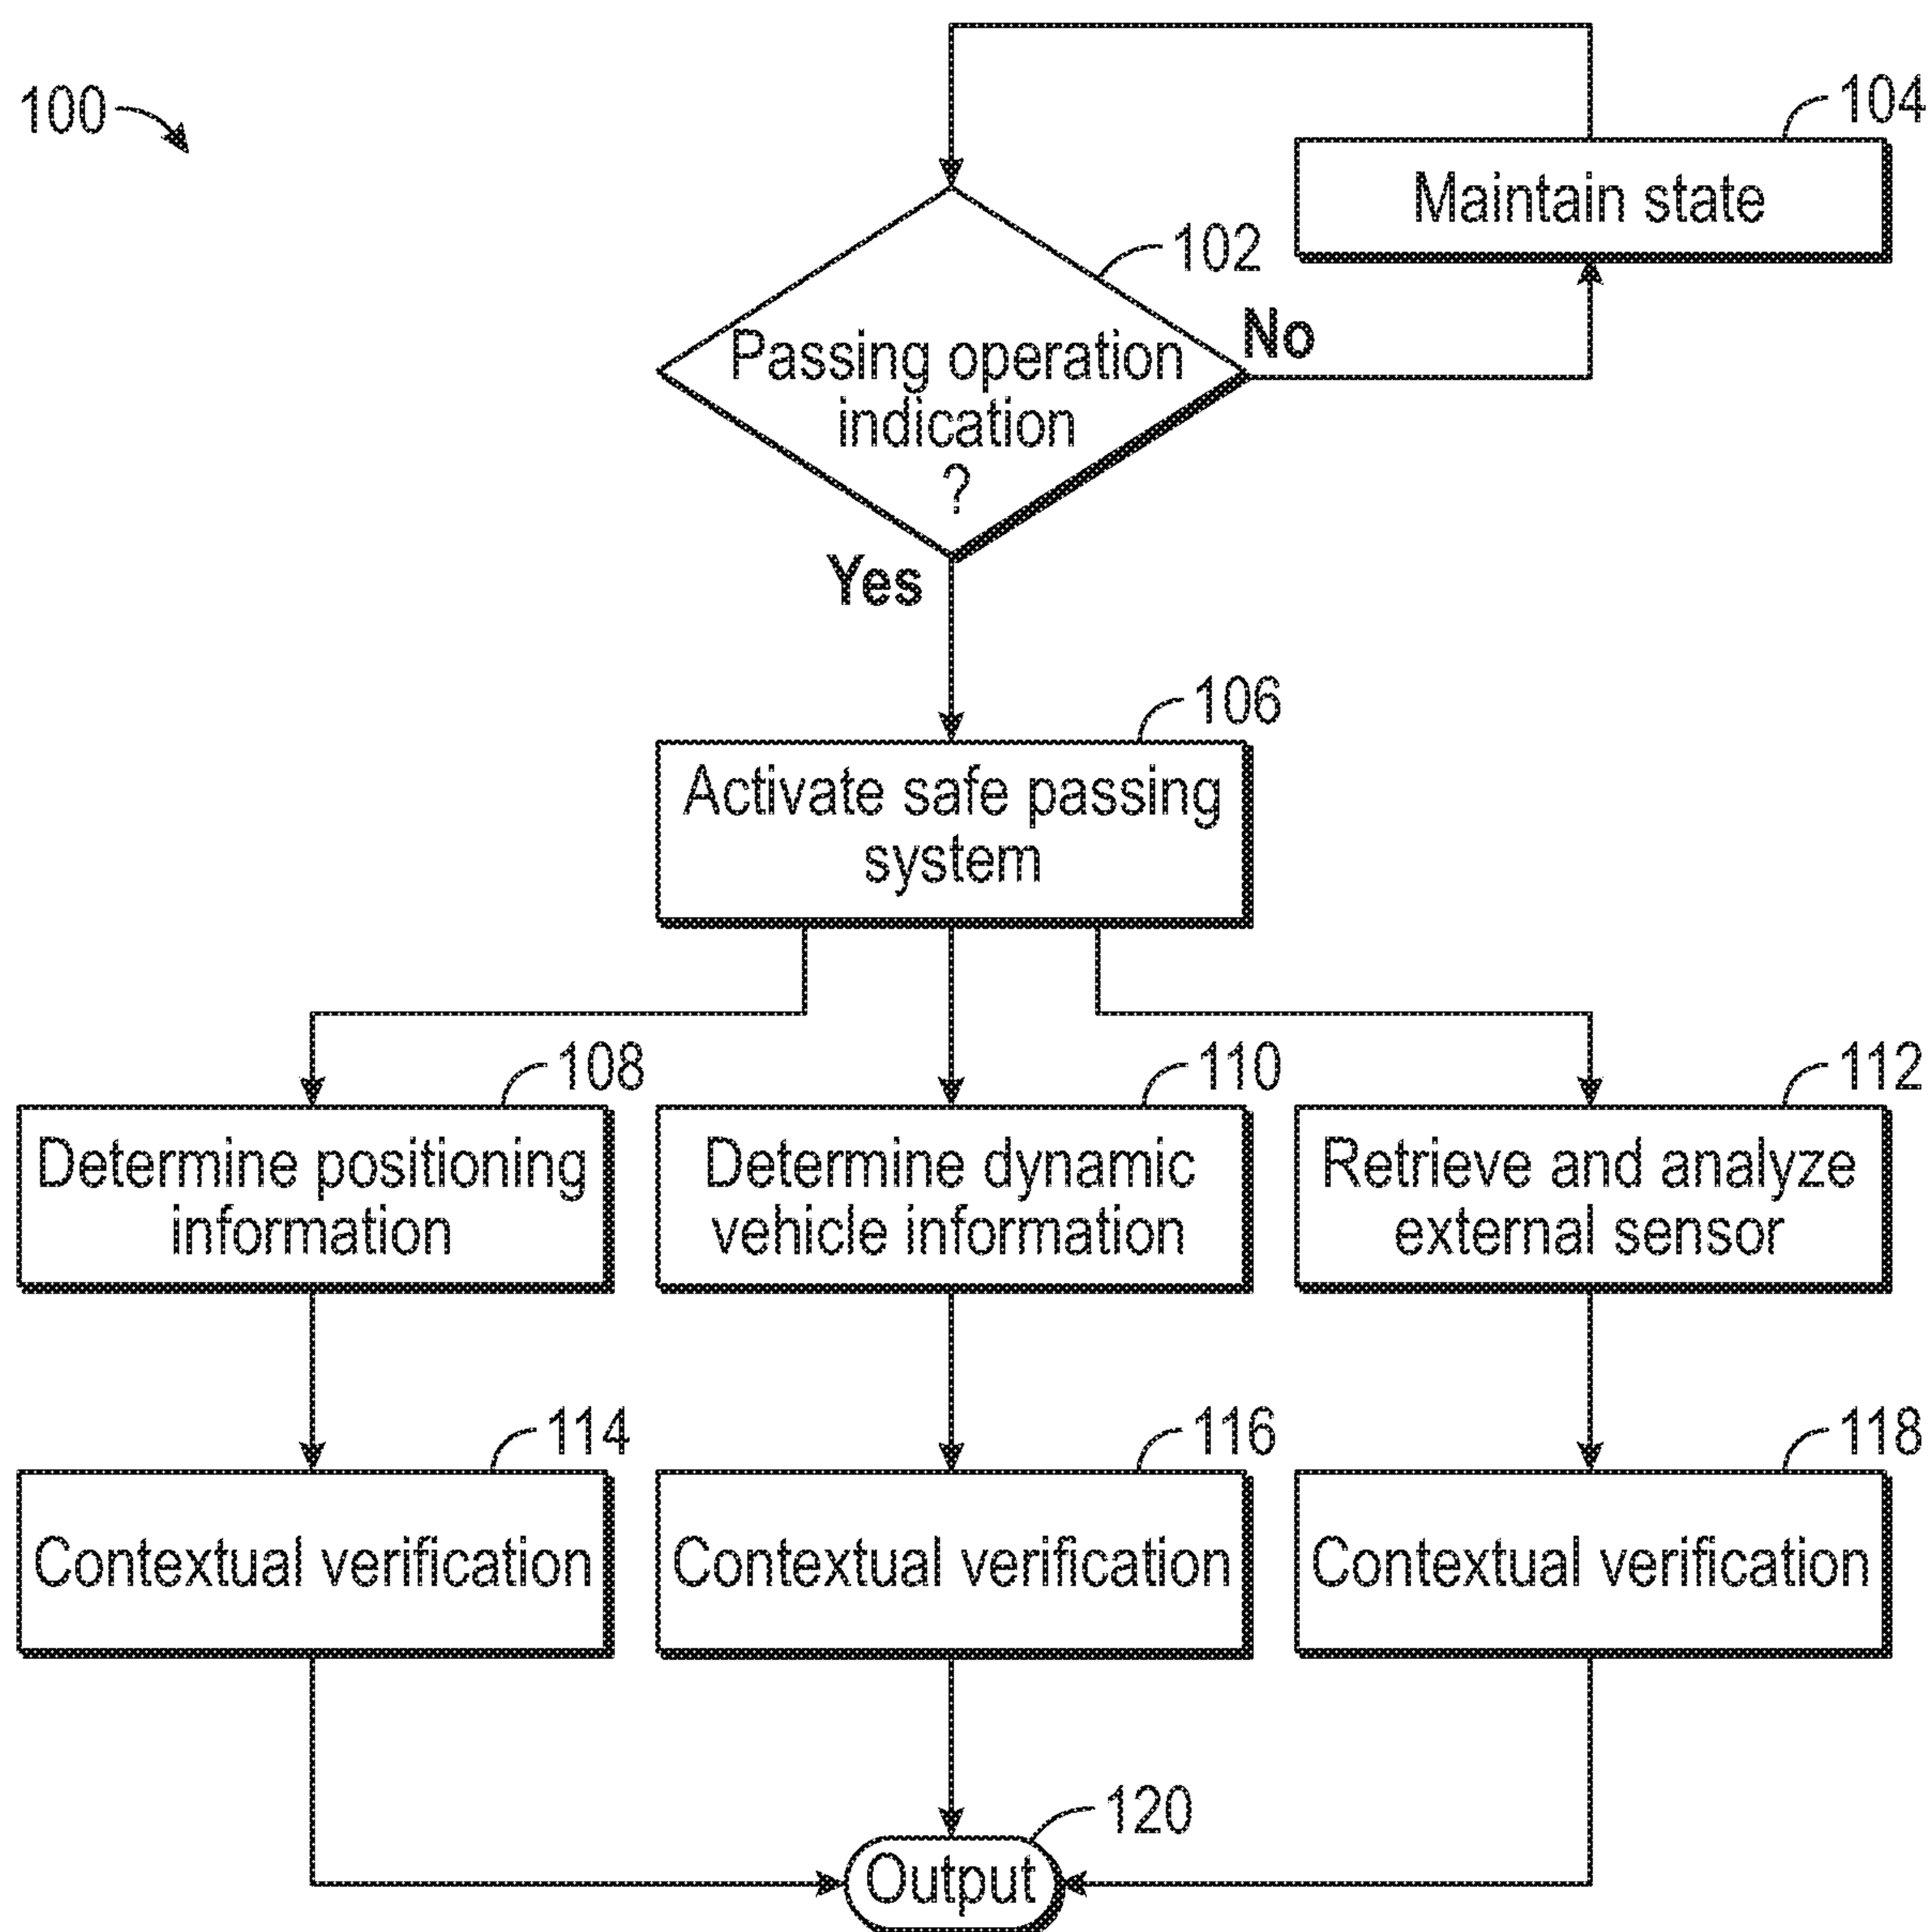 100
104
Maintain state
102
Passing operation
indication
?
No
Yes
106
Activate safe passing
system
108
110
112
Determine positioning
information
Determine dynamic
vehicle information
Retrieve and analyze
external sensor
114
116
118
Contextual verification
Contextual verification
Contextual verification
120
Output